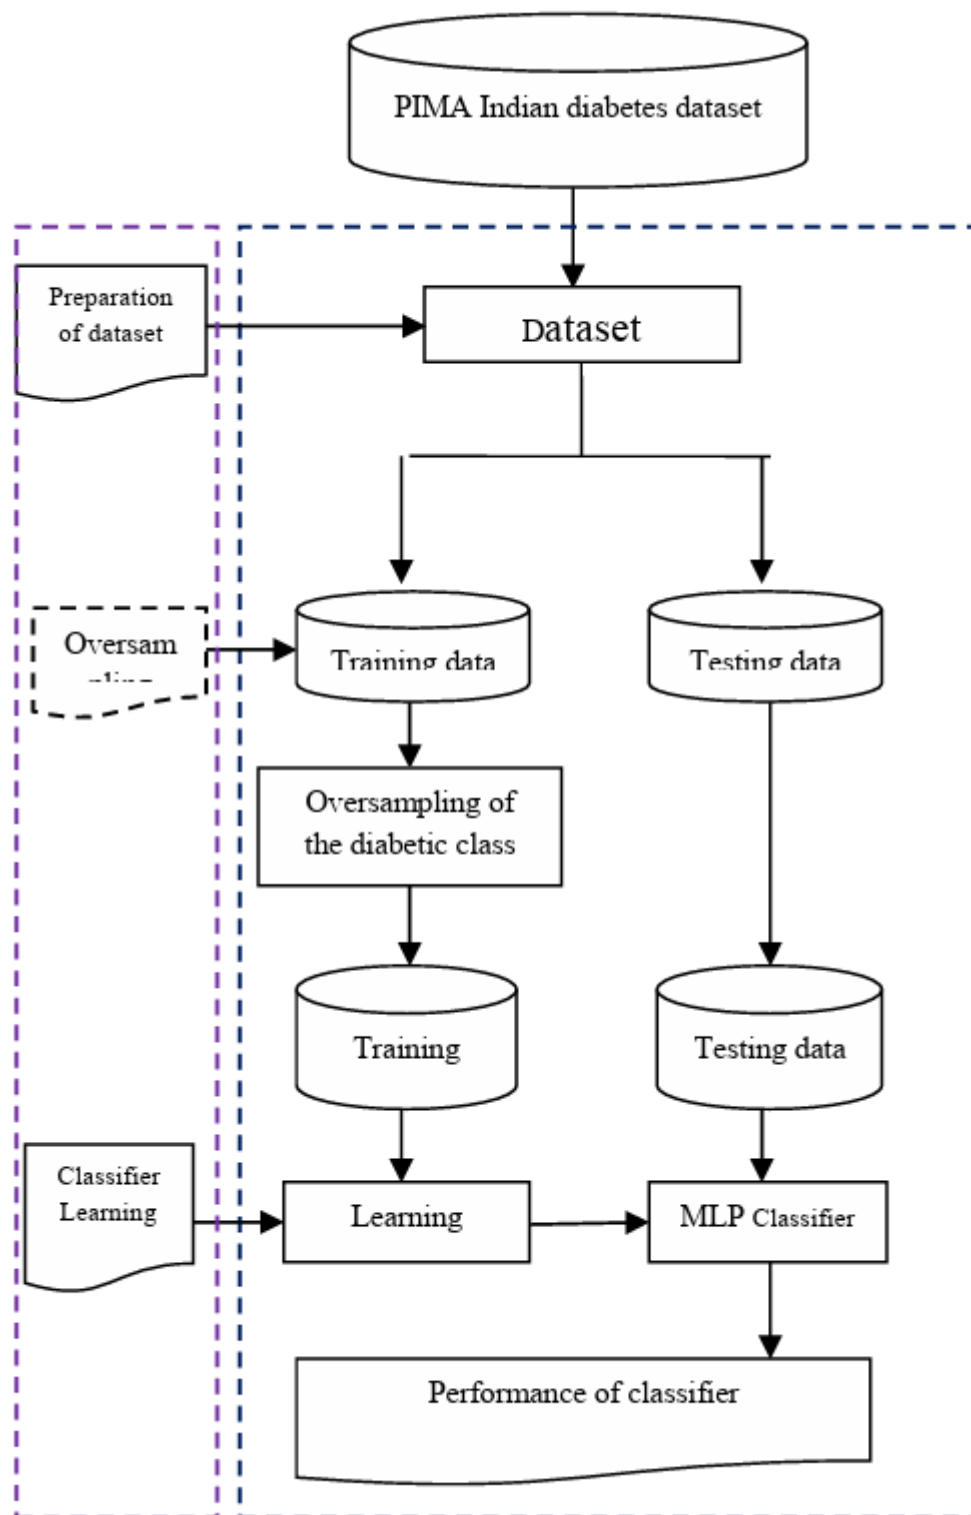 PIMA Indian diabetes dataset
Preparation
of dataset
Dataset
Oversam
pling
Training data
Testing data
Oversampling of
the diabetic class
Training
Testing data
Classifier
Learning
Learning
MLP Classifier
Performance of classifier